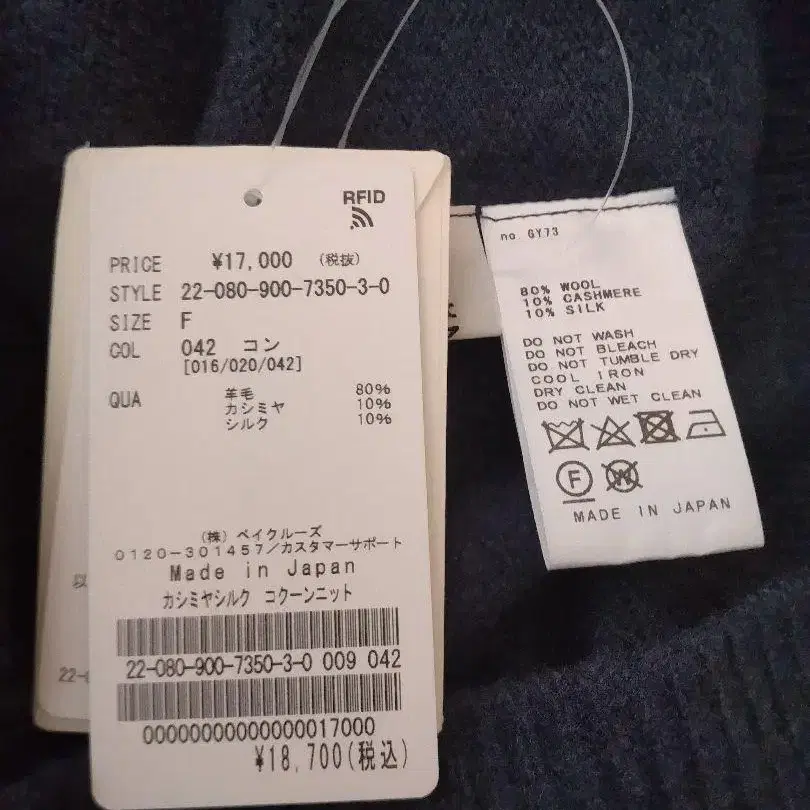 RFID
PRICE ¥17,000 (税抜)
STYLE 22-080-900-7350-3-0
SIZE F
COL 042 コン
[016/020/042]
QUA 羊毛 80%
カシミヤ 10%
シルク 10%
(株)ベイクルーズ
0120-301457/カスタマーサポート
Made in Japan
カシミヤシルク コクーンニット
22-080-900-7350-3-0 009 042
00000000000000017000
¥18,700(税込)
以
no. GY73
80% WOOL
10% CASHMERE
10% SILK
DO NOT WASH
DO NOT BLEACH
DO NOT TUMBLE DRY
COOL IRON
DRY CLEAN
DO NOT WET CLEAN
F
W
MADE IN JAPAN